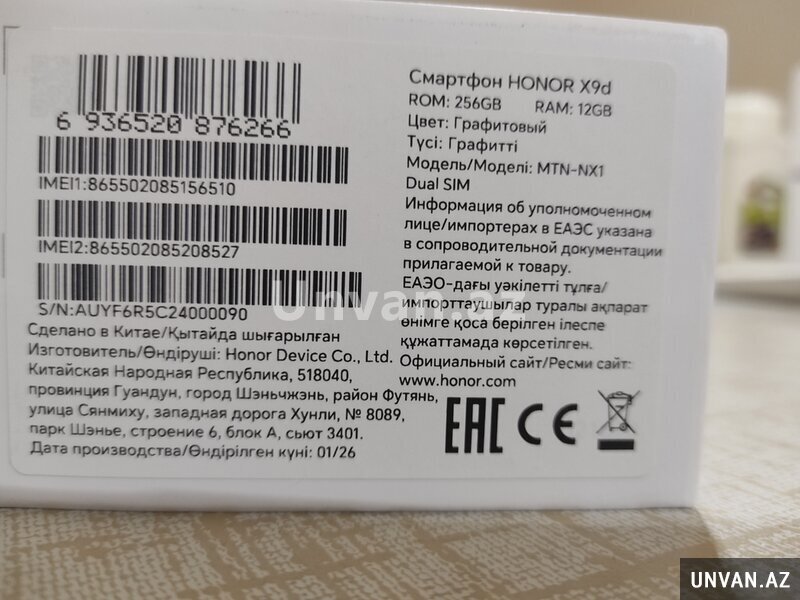 6 936520 876266
IMEI1:865502085156510
IMEI2:865502085208527
S/N:AUYF6R5C24000090
Сделано в Китае/Қытайда шығарылған
Изготовитель/Өндіруші: Honor Device Co., Ltd.
Китайская Народная Республика, 518040,
провинция Гуандун, город Шэньчжэнь, район Футянь,
улица Сянмиху, западная дорога Хунли, № 8089,
парк Шэнье, строение 6, блок А, сьют 3401.
Дата производства/Өндірілген күні: 01/26
Смартфон HONOR X9d
ROM: 256GB RAM: 12GB
Цвет: Графитовый
Түсі: Графитті
Модель/Моделі: MTN-NX1
Dual SIM
Информация об уполномоченном
лице/импортерах в ЕАЭС указана
в сопроводительной документации
прилагаемой к товару.
ЕАЭО-дағы уәкілетті тұлға/
импорттаушылар туралы ақпарат
өнімге қоса берілген ілеспе
құжаттамада көрсетілген.
Официальный сайт/Ресми сайт:
www.honor.com
EAC CE
Unvan.az
UNVAN.AZ